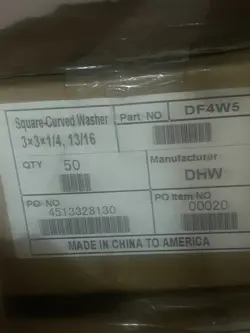 Square-Curved Washer
3×3×1/4, 13/16
Part NO
DF4W5
QTY
50
Manufacturer
DHW
PO NO
4513328130
PO Item NO
00020
MADE IN CHINA TO AMERICA